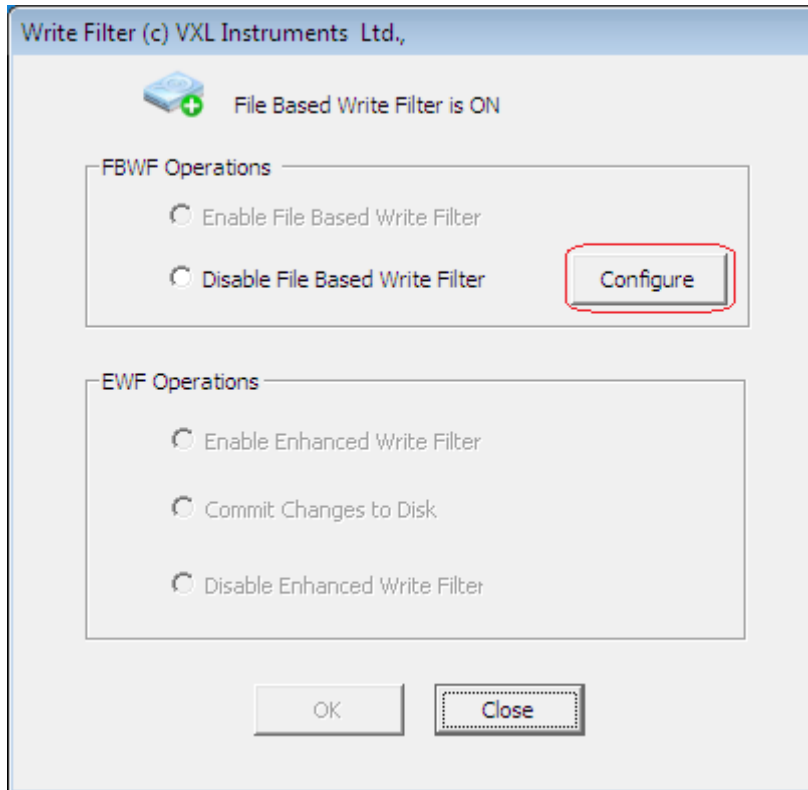 Write Filter (c) VXL Instruments  Ltd.,
File Based Write Filter is ON
FBWF Operations
Enable File Based Write Filter
Disable File Based Write Filter
Configure
EWF Operations
Enable Enhanced Write Filter
Commit Changes to Disk
Disable Enhanced Write Filter
OK
Close